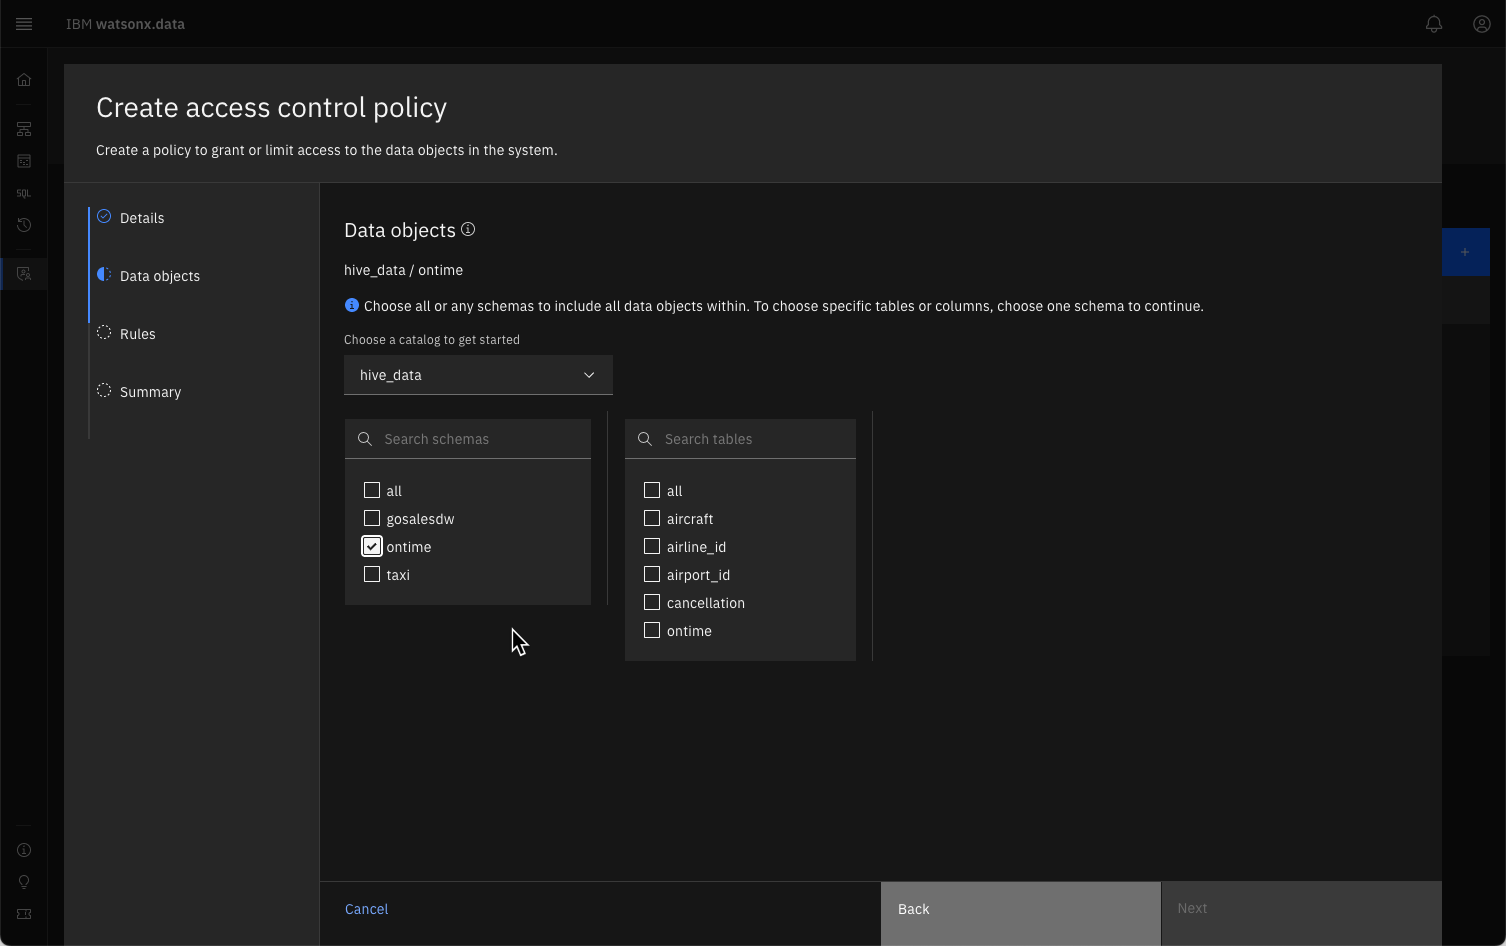 IBM watsonx.data
Create access control policy
Create a policy to grant or limit access to the data objects in the system.
Details
Data objects
Rules
Summary
SQL
Data objects
hive_data / ontime
Choose all or any schemas to include all data objects within. To choose specific tables or columns, choose one schema to continue.
Choose a catalog to get started
hive_data
Search schemas
all
gosalesdw
ontime
taxi
Search tables
all
aircraft
airline_id
airport_id
cancellation
ontime
Cancel
Back
Next